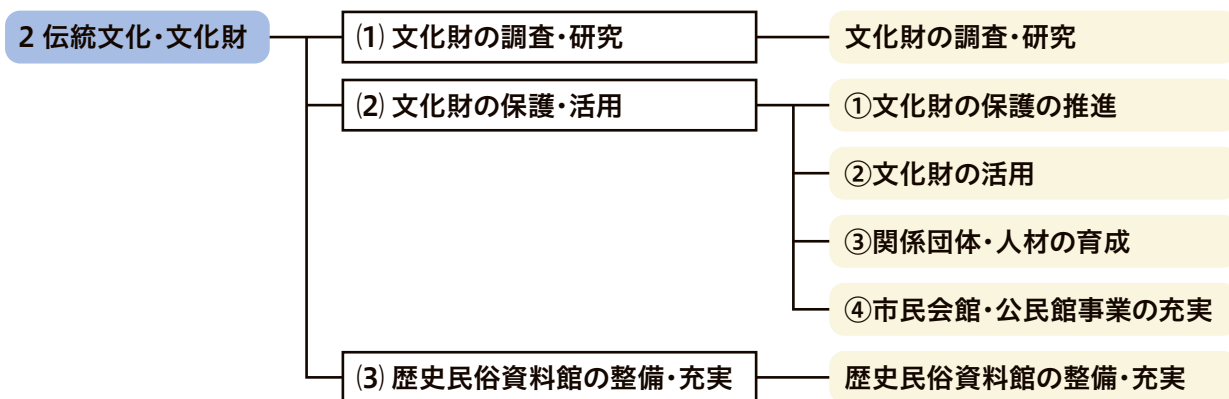 2 伝統文化・文化財
⑴ 文化財の調査・研究
文化財の調査・研究
⑵ 文化財の保護・活用
①文化財の保護の推進
②文化財の活用
③関係団体・人材の育成
④市民会館・公民館事業の充実
⑶ 歴史民俗資料館の整備・充実
歴史民俗資料館の整備・充実